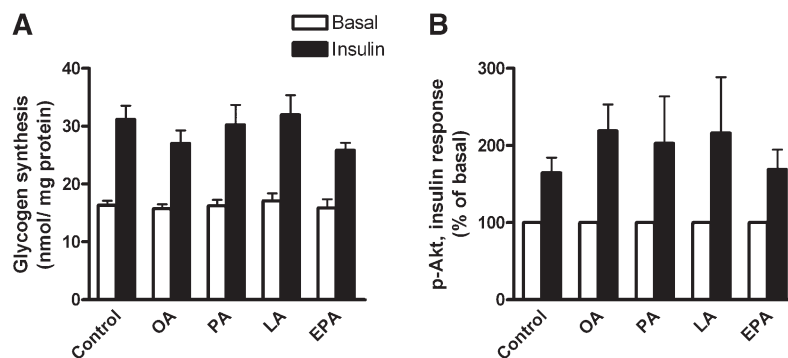 A
Basal
Insulin
B
Glycogen synthesis
(nmol/ mg protein)
40
30
20
10
0
Control
OA
PA
LA
EPA
p-Akt, insulin response
(% of basal)
300
200
100
0
Control
OA
PA
LA
EPA